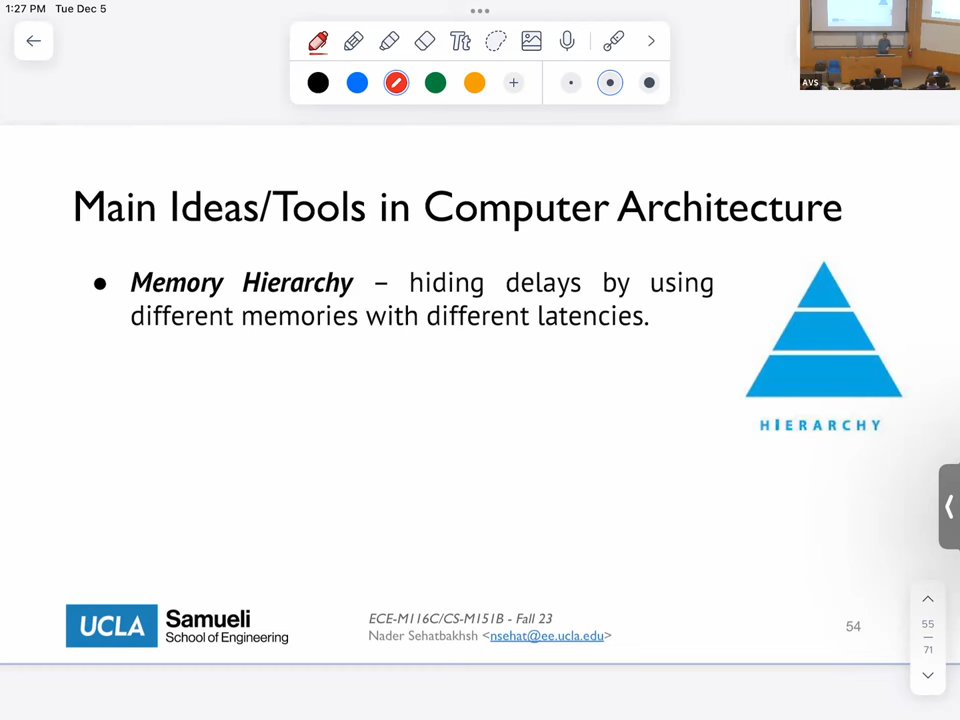 1:27 PM Tue Dec 5
Tt
AVS
Main Ideas/Tools in Computer Architecture
● Memory Hierarchy – hiding delays by using
different memories with different latencies.
HIERARCHY
UCLA Samueli
School of Engineering
ECE-M116C/CS-M151B - Fall 23
Nader Sehatbakhsh <nsehat@ee.ucla.edu>
54
55
71